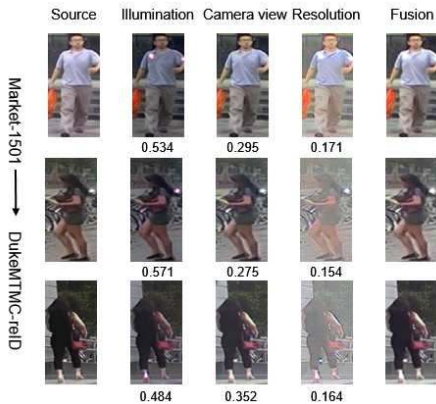 Source Illumination Camera view Resolution Fusion
Market-1501 → DukeMTMC-reID
0.534 0.295 0.171
0.571 0.275 0.154
0.484 0.352 0.164